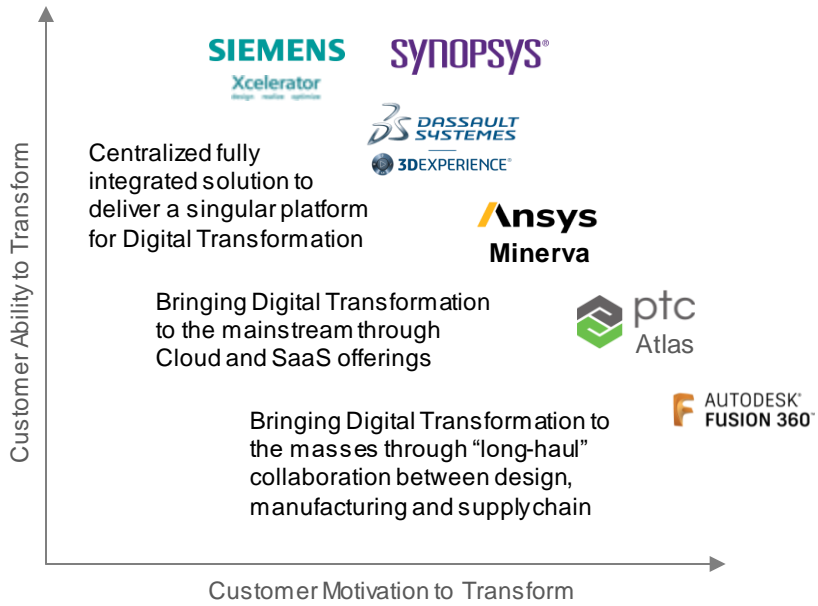 Customer Ability to Transform
SIEMENS
Xcelerator
design realize optimize
SYNOPSYS®
DASSAULT
SYSTEMES
3DEXPERIENCE®
Centralized fully
integrated solution to
deliver a singular platform
for Digital Transformation
Ansys
Minerva
Bringing Digital Transformation
to the mainstream through
Cloud and SaaS offerings
ptc
Atlas
AUTODESK®
FUSION 360™
Bringing Digital Transformation to
the masses through “long-haul”
collaboration between design,
manufacturing and supply chain
Customer Motivation to Transform